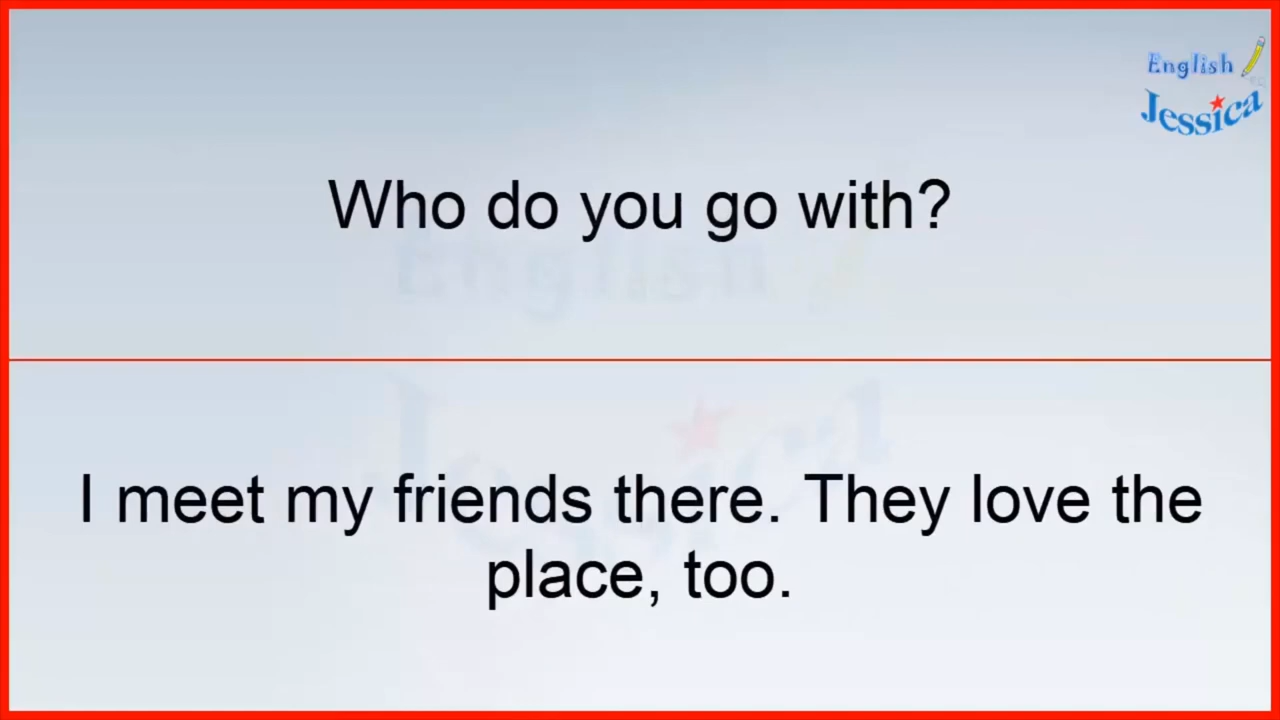 English
Jessica
Who do you go with?
I meet my friends there. They love the
place, too.